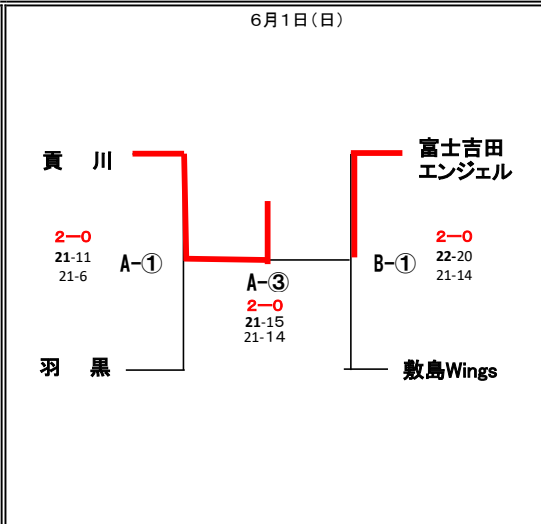 6月1日(日)
貢 川
富士吉田
エンジェル
2―0
21-11
21-6
A-①
A-③
2―0
21-15
21-14
B-①
2―0
22-20
21-14
羽 黒
敷島Wings